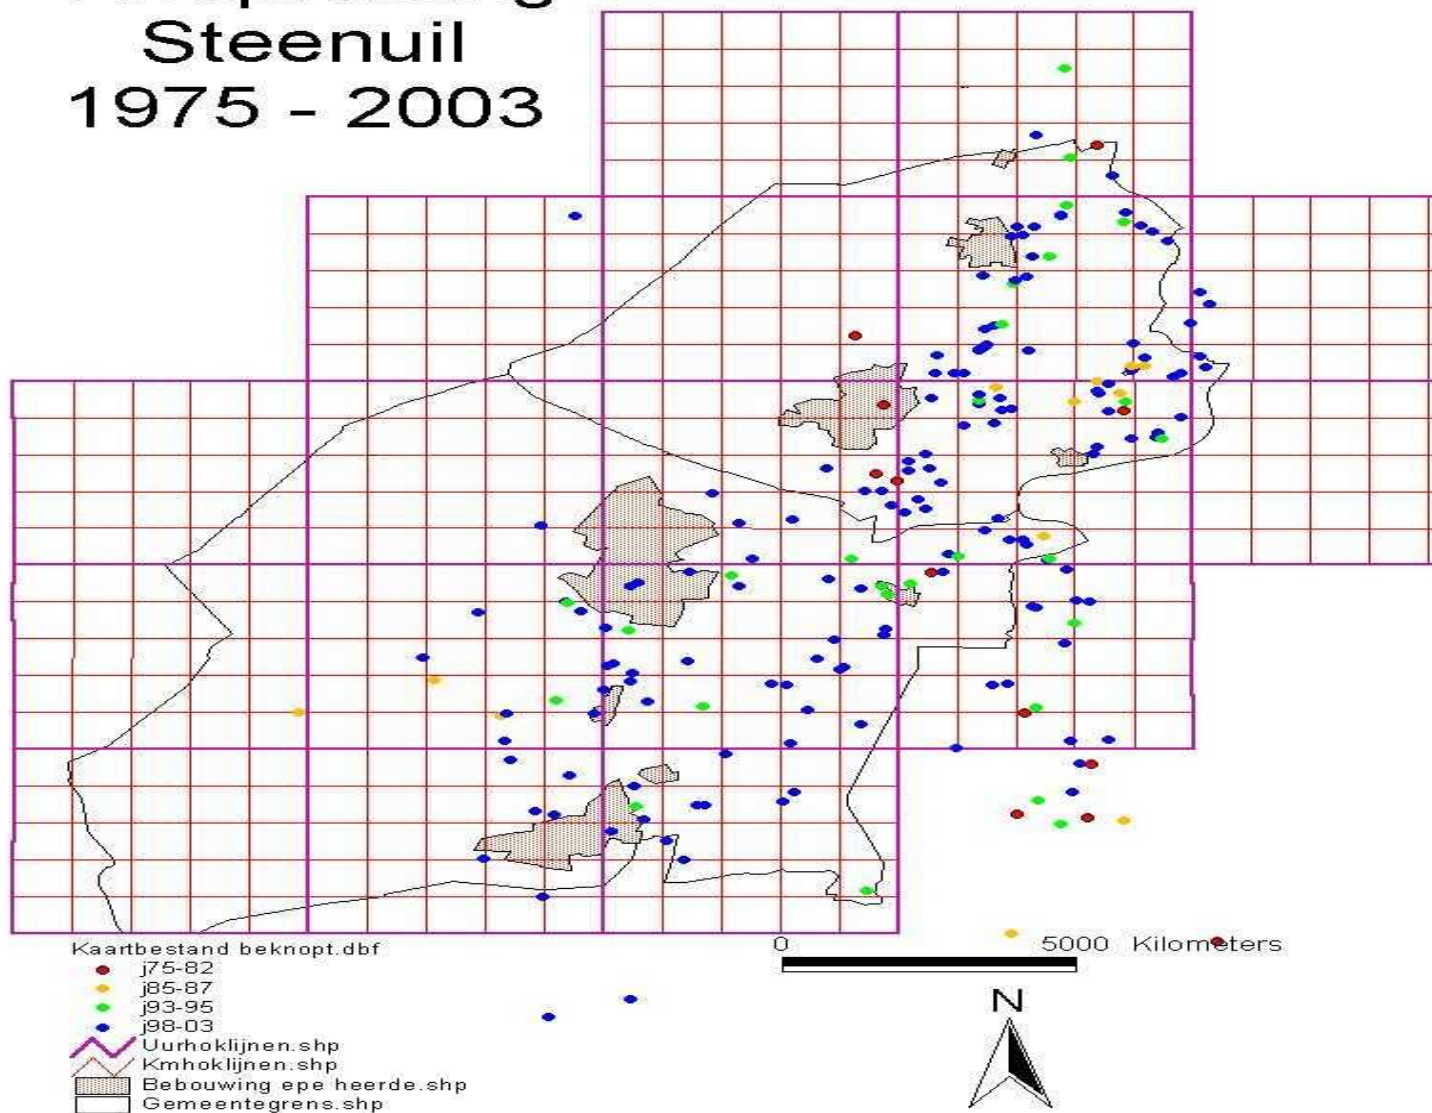 Steenuil
1975 - 2003
Kaartbestand beknopt.dbf
j75-82
j85-87
j93-95
j98-03
Uurhoklijnen.shp
Kmhoklijnen.shp
Bebouwing epe heerde.shp
Gemeentegrens.shp
0 5000 Kilometers
N